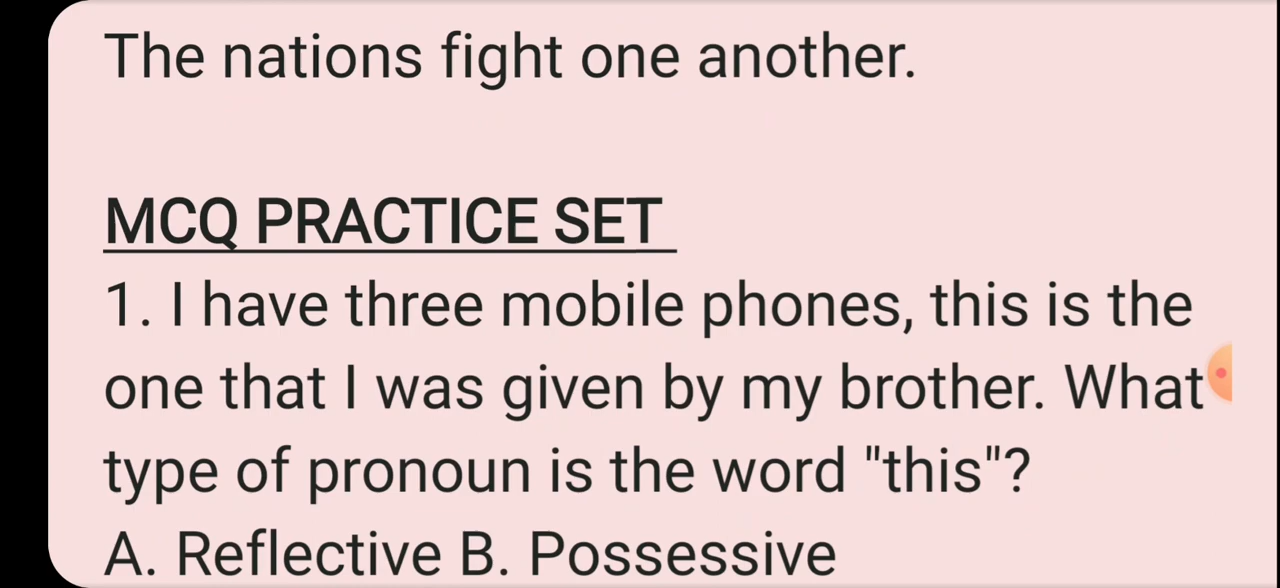 The nations fight one another.
MCQ PRACTICE SET
1. I have three mobile phones, this is the
one that I was given by my brother. What
type of pronoun is the word "this"?
A. Reflective B. Possessive